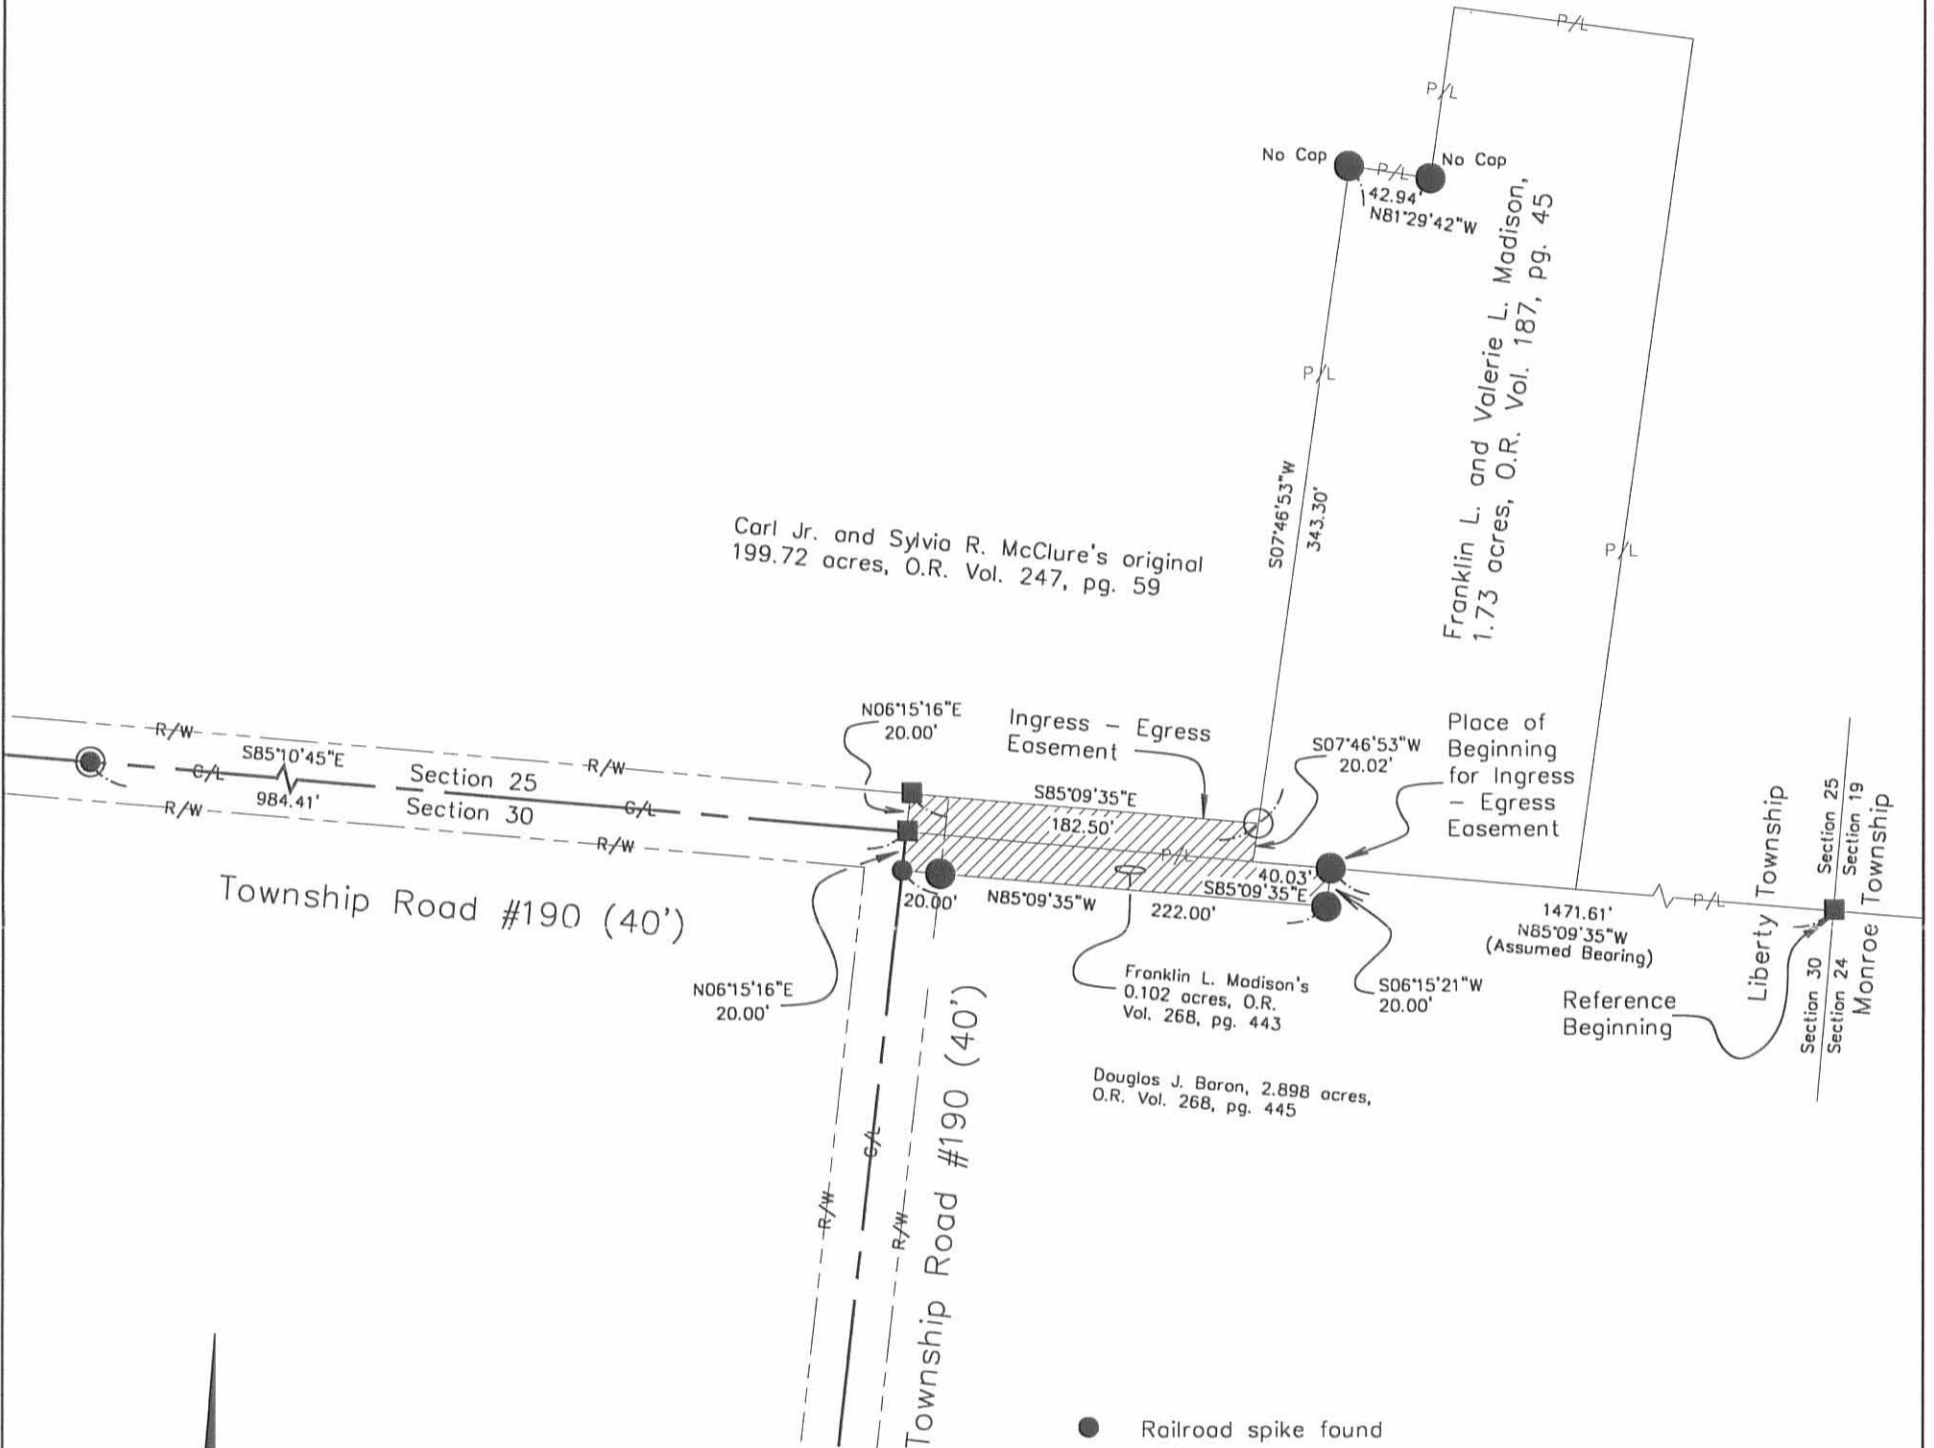 P/L
P/L
No Cap
P/L
No Cap
42.94'
N81°29'42"W
Franklin L. and Valerie L. Madison,
1.73 acres, O.R. Vol. 187, pg. 45
P/L
S07°46'53"W
343.30'
P/L
Carl Jr. and Sylvia R. McClure's original
199.72 acres, O.R. Vol. 247, pg. 59
N06°15'16"E
20.00'
Ingress - Egress
Easement
S07°46'53"W
20.02'
Place of
Beginning
for Ingress
- Egress
Easement
R/W
S85°10'45"E
C/L
984.41'
R/W
Section 25
Section 30
R/W
C/L
R/W
S85°09'35"E
182.50'
P/L
40.03'
S85°09'35"E
20.00'
N85°09'35"W
222.00'
1471.61'
N85°09'35"W
(Assumed Bearing)
P/L
Liberty Township
Section 25
Section 19
Monroe Township
Section 30
Section 24
Township Road #190 (40')
N06°15'16"E
20.00'
Franklin L. Madison's
0.102 acres, O.R.
Vol. 268, pg. 443
S06°15'21"W
20.00'
Reference
Beginning
Douglas J. Baron, 2.898 acres,
O.R. Vol. 268, pg. 445
C/L
R/W
R/W
Township Road #190 (40')
Railroad spike found